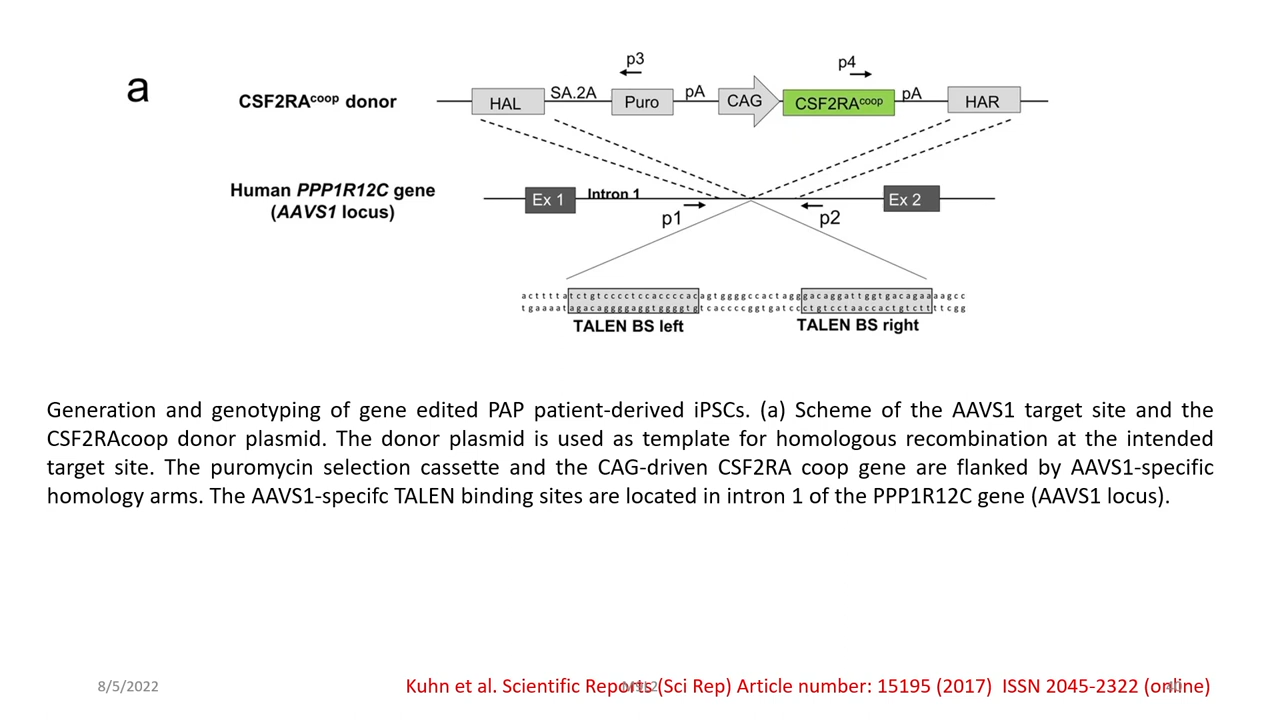 a
p3
p4
CSF2RAcoop donor
HAL
SA.2A
Puro
pA
CAG
CSF2RAcoop
pA
HAR
Human PPP1R12C gene
(AAVS1 locus)
Ex 1
Intron 1
Ex 2
p1
p2
acttttatctgtcccctccaccccacagtggggccactagggacaggattggtgacagaaaagcc
tgaaaatagacaggggaggtggggtgtcaccccggtgatccctgtcctaaccactgtcttttcgg
TALEN BS left
TALEN BS right
Generation and genotyping of gene edited PAP patient-derived iPSCs. (a) Scheme of the AAVS1 target site and the
CSF2RAcoop donor plasmid. The donor plasmid is used as template for homologous recombination at the intended
target site. The puromycin selection cassette and the CAG-driven CSF2RA coop gene are flanked by AAVS1-specific
homology arms. The AAVS1-specifc TALEN binding sites are located in intron 1 of the PPP1R12C gene (AAVS1 locus).
8/5/2022
Kuhn et al. Scientific Reports (Sci Rep) Article number: 15195 (2017) ISSN 2045-2322 (online)